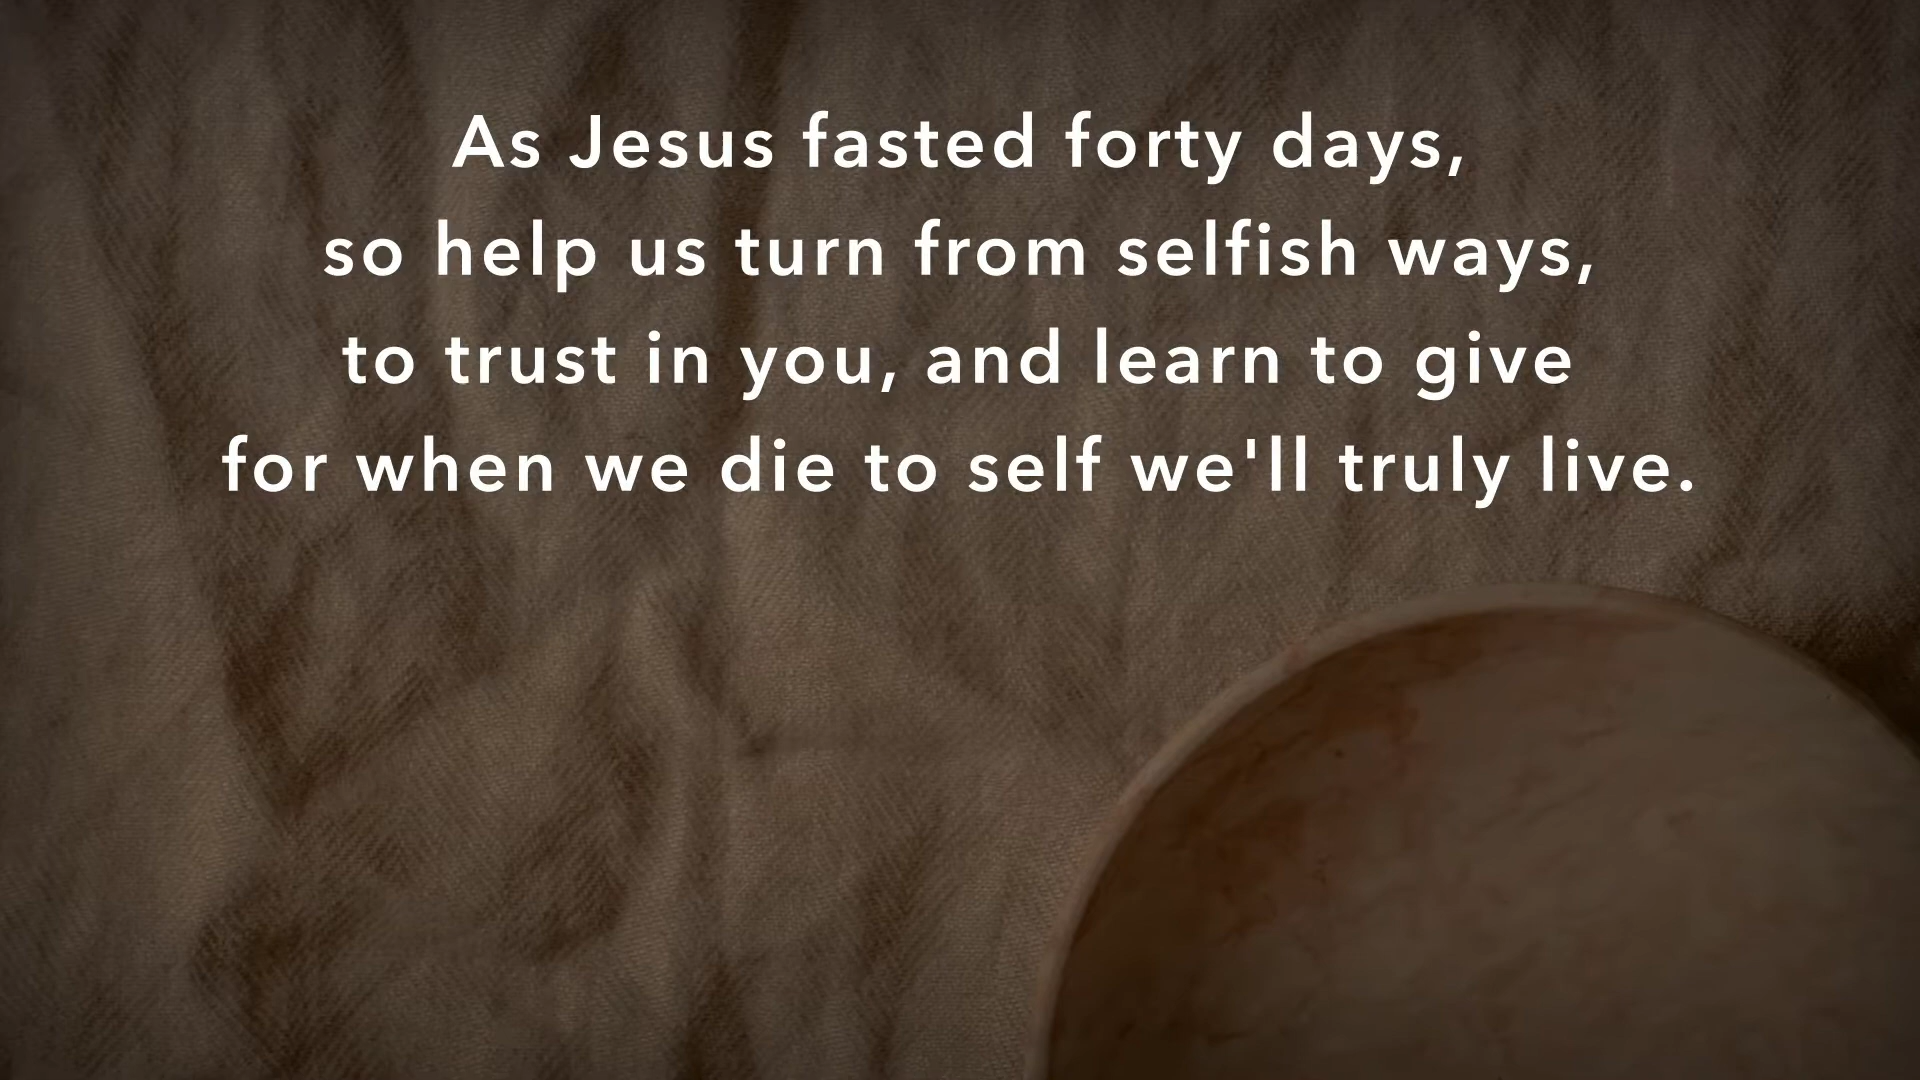 As Jesus fasted forty days,
so help us turn from selfish ways,
to trust in you, and learn to give
for when we die to self we'll truly live.